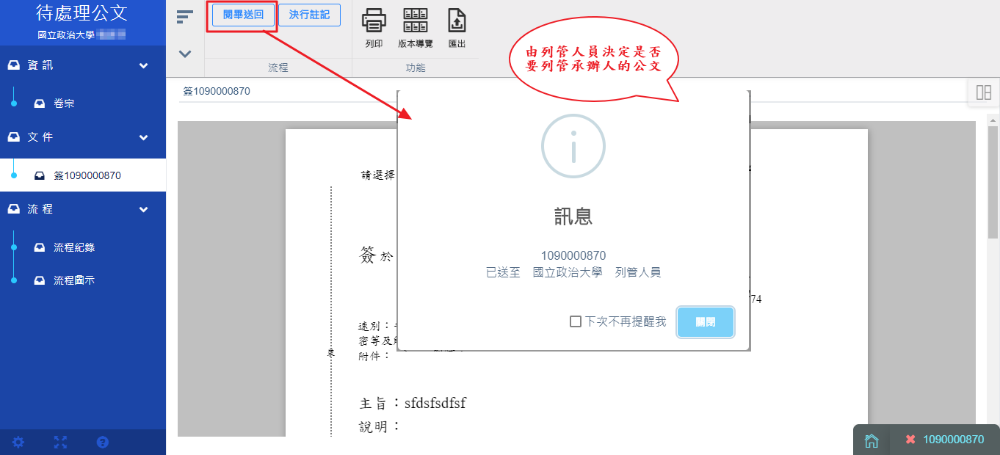 待處理公文
國立政治大學
資訊
卷宗
文件
簽1090000870
流程
流程紀錄
流程圖示
閱畢送回
決行註記
流程
列印
版本導覽
匯出
功能
由列管人員決定是否
要列管承辦人的公文
簽1090000870
請選擇
簽於
74
速別：
密等及
附件：
裝
主旨：sfdsfsdfsf
說明：
訊息
1090000870
已送至 國立政治大學 列管人員
下次不再提醒我
關閉
1090000870